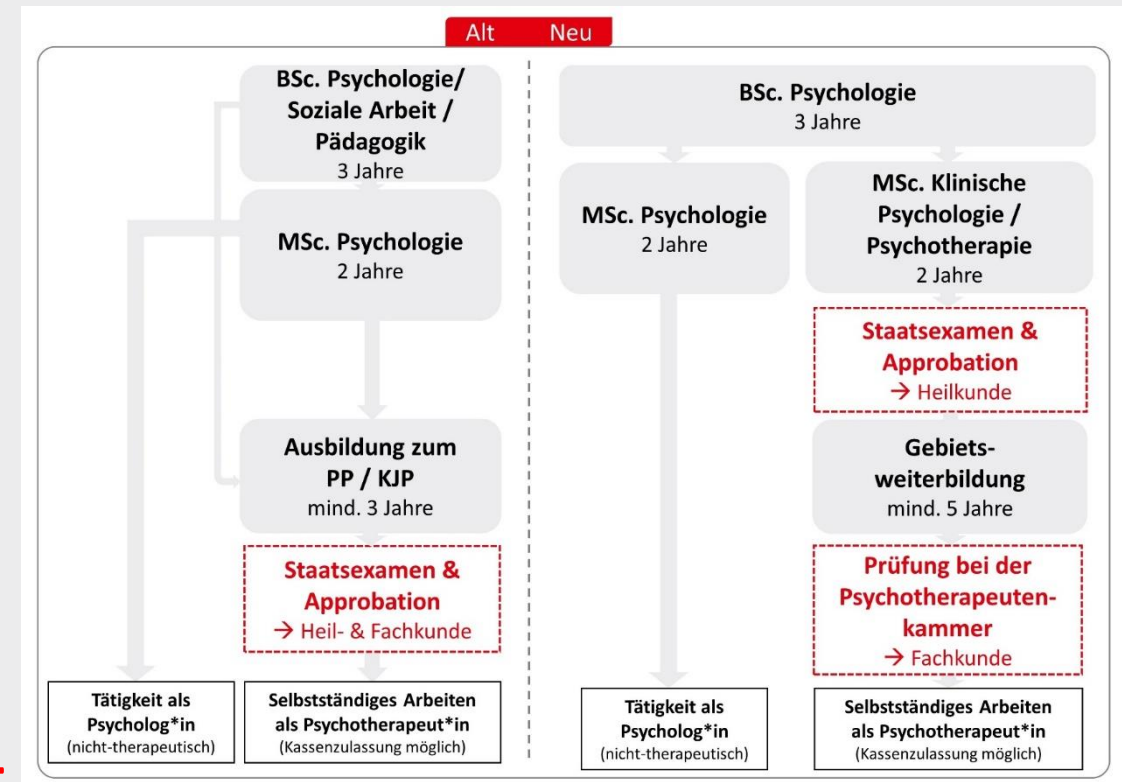 Alt Neu
BSc. Psychologie/
Soziale Arbeit /
Pädagogik
3 Jahre
MSc. Psychologie
2 Jahre
Ausbildung zum
PP / KJP
mind. 3 Jahre
Staatsexamen &
Approbation
→ Heil- & Fachkunde
Tätigkeit als
Psycholog*in
(nicht-therapeutisch)
Selbstständiges Arbeiten
als Psychotherapeut*in
(Kassenzulassung möglich)
BSc. Psychologie
3 Jahre
MSc. Psychologie
2 Jahre
MSc. Klinische
Psychologie /
Psychotherapie
2 Jahre
Staatsexamen &
Approbation
→ Heilkunde
Gebiets-
weiterbildung
mind. 5 Jahre
Prüfung bei der
Psychotherapeuten-
kammer
→ Fachkunde
Tätigkeit als
Psycholog*in
(nicht-therapeutisch)
Selbstständiges Arbeiten
als Psychotherapeut*in
(Kassenzulassung möglich)